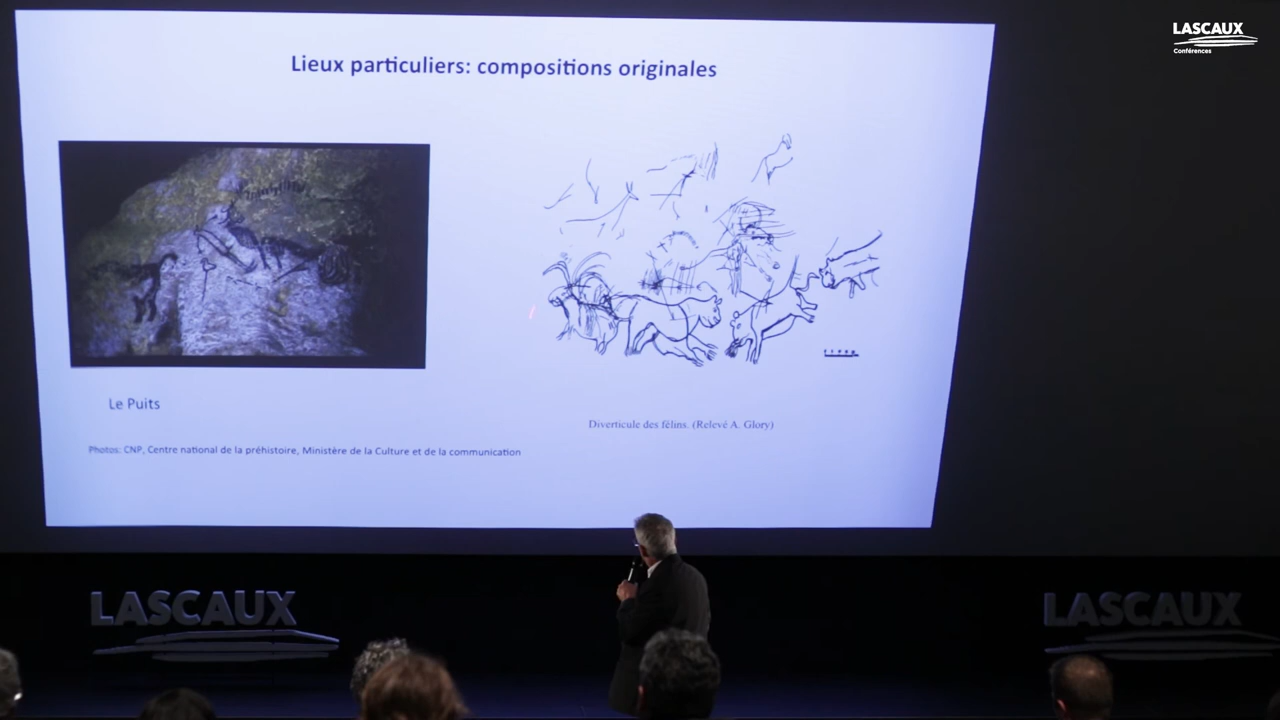 LASCAUX
Conférences
Lieux particuliers: compositions originales
Le Puits
Diverticule des félins. (Relevé A. Glory)
Photos: CNP, Centre national de la préhistoire, Ministère de la Culture et de la communication
LASCAUX
LASCAUX